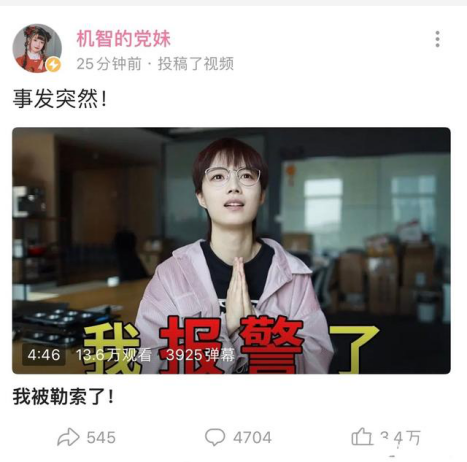 机智的党妹
25分钟前 · 投稿了视频
事发突然！
我报警了
4:46 13.6万观看 3925弹幕
我被勒索了！
545 4704 3.4万